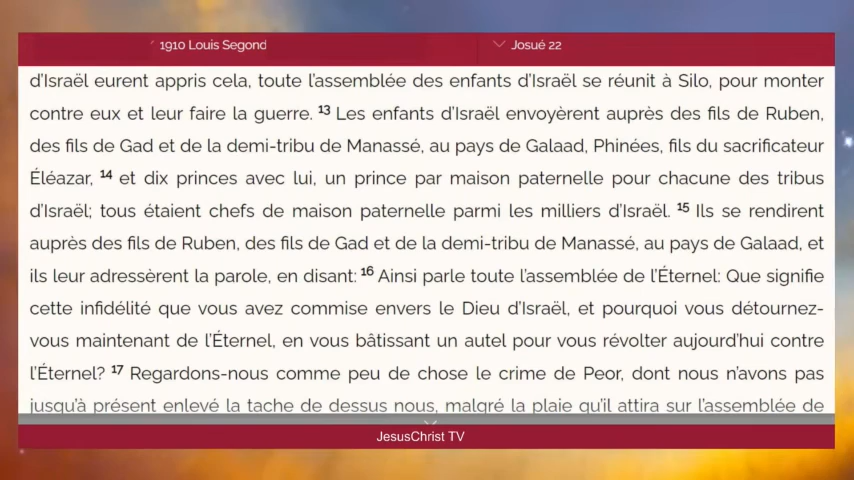 1910 Louis Segond
Josué 22
d'Israël eurent appris cela, toute l'assemblée des enfants d'Israël se réunit à Silo, pour monter
contre eux et leur faire la guerre. 13 Les enfants d'Israël envoyèrent auprès des fils de Ruben,
des fils de Gad et de la demi-tribu de Manassé, au pays de Galaad, Phinées, fils du sacrificateur
Éléazar, 14 et dix princes avec lui, un prince par maison paternelle pour chacune des tribus
d'Israël; tous étaient chefs de maison paternelle parmi les milliers d'Israël. 15 Ils se rendirent
auprès des fils de Ruben, des fils de Gad et de la demi-tribu de Manassé, au pays de Galaad, et
ils leur adressèrent la parole, en disant: 16 Ainsi parle toute l'assemblée de l'Éternel: Que signifie
cette infidélité que vous avez commise envers le Dieu d'Israël, et pourquoi vous détournez-
vous maintenant de l'Éternel, en vous bâtissant un autel pour vous révolter aujourd'hui contre
l'Éternel? 17 Regardons-nous comme peu de chose le crime de Peor, dont nous n'avons pas
jusqu'à présent enlevé la tache de dessus nous, malgré la plaie qu'il attira sur l'assemblée de
JesusChrist TV